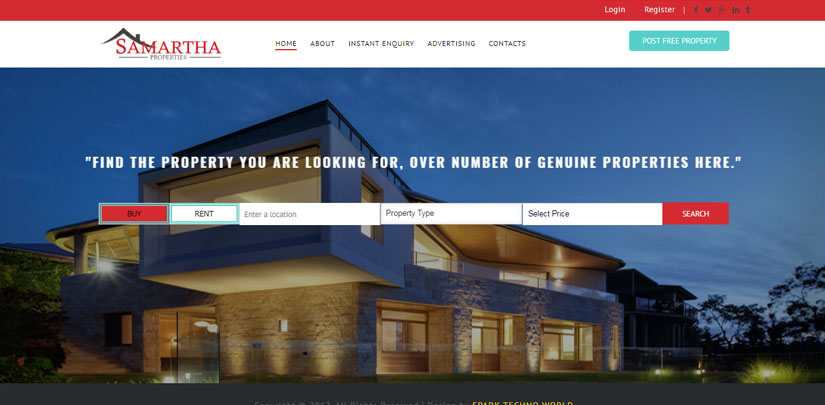 Login Register |
SAMARTHA
PROPERTIES
HOME ABOUT INSTANT ENQUIRY ADVERTISING CONTACTS
POST FREE PROPERTY
"FIND THE PROPERTY YOU ARE LOOKING FOR, OVER NUMBER OF GENUINE PROPERTIES HERE."
BUY RENT Enter a location Property Type Select Price SEARCH
Copyright © 2017. All Rights Reserved | Design by SPARK TECHNO WORLD